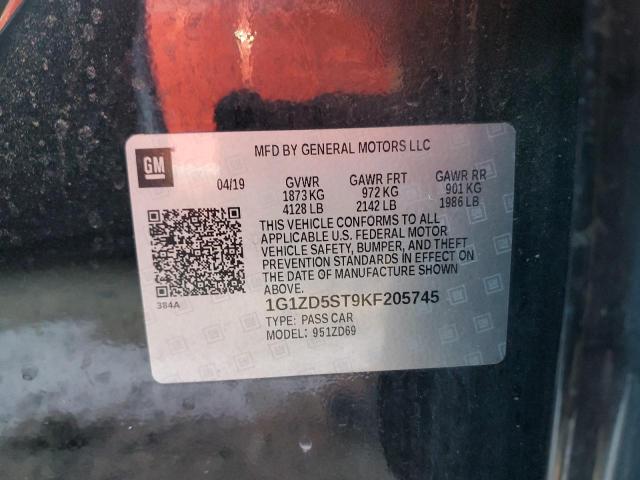 GM
MFD BY GENERAL MOTORS LLC
04/19 GVWR GAWR FRT GAWR RR
1873 KG 972 KG 901 KG
4128 LB 2142 LB 1986 LB
THIS VEHICLE CONFORMS TO ALL
APPLICABLE U.S. FEDERAL MOTOR
VEHICLE SAFETY, BUMPER, AND THEFT
PREVENTION STANDARDS IN EFFECT ON
THE DATE OF MANUFACTURE SHOWN
ABOVE.
384A
1G1ZD5ST9KF205745
TYPE: PASS CAR
MODEL: 951ZD69